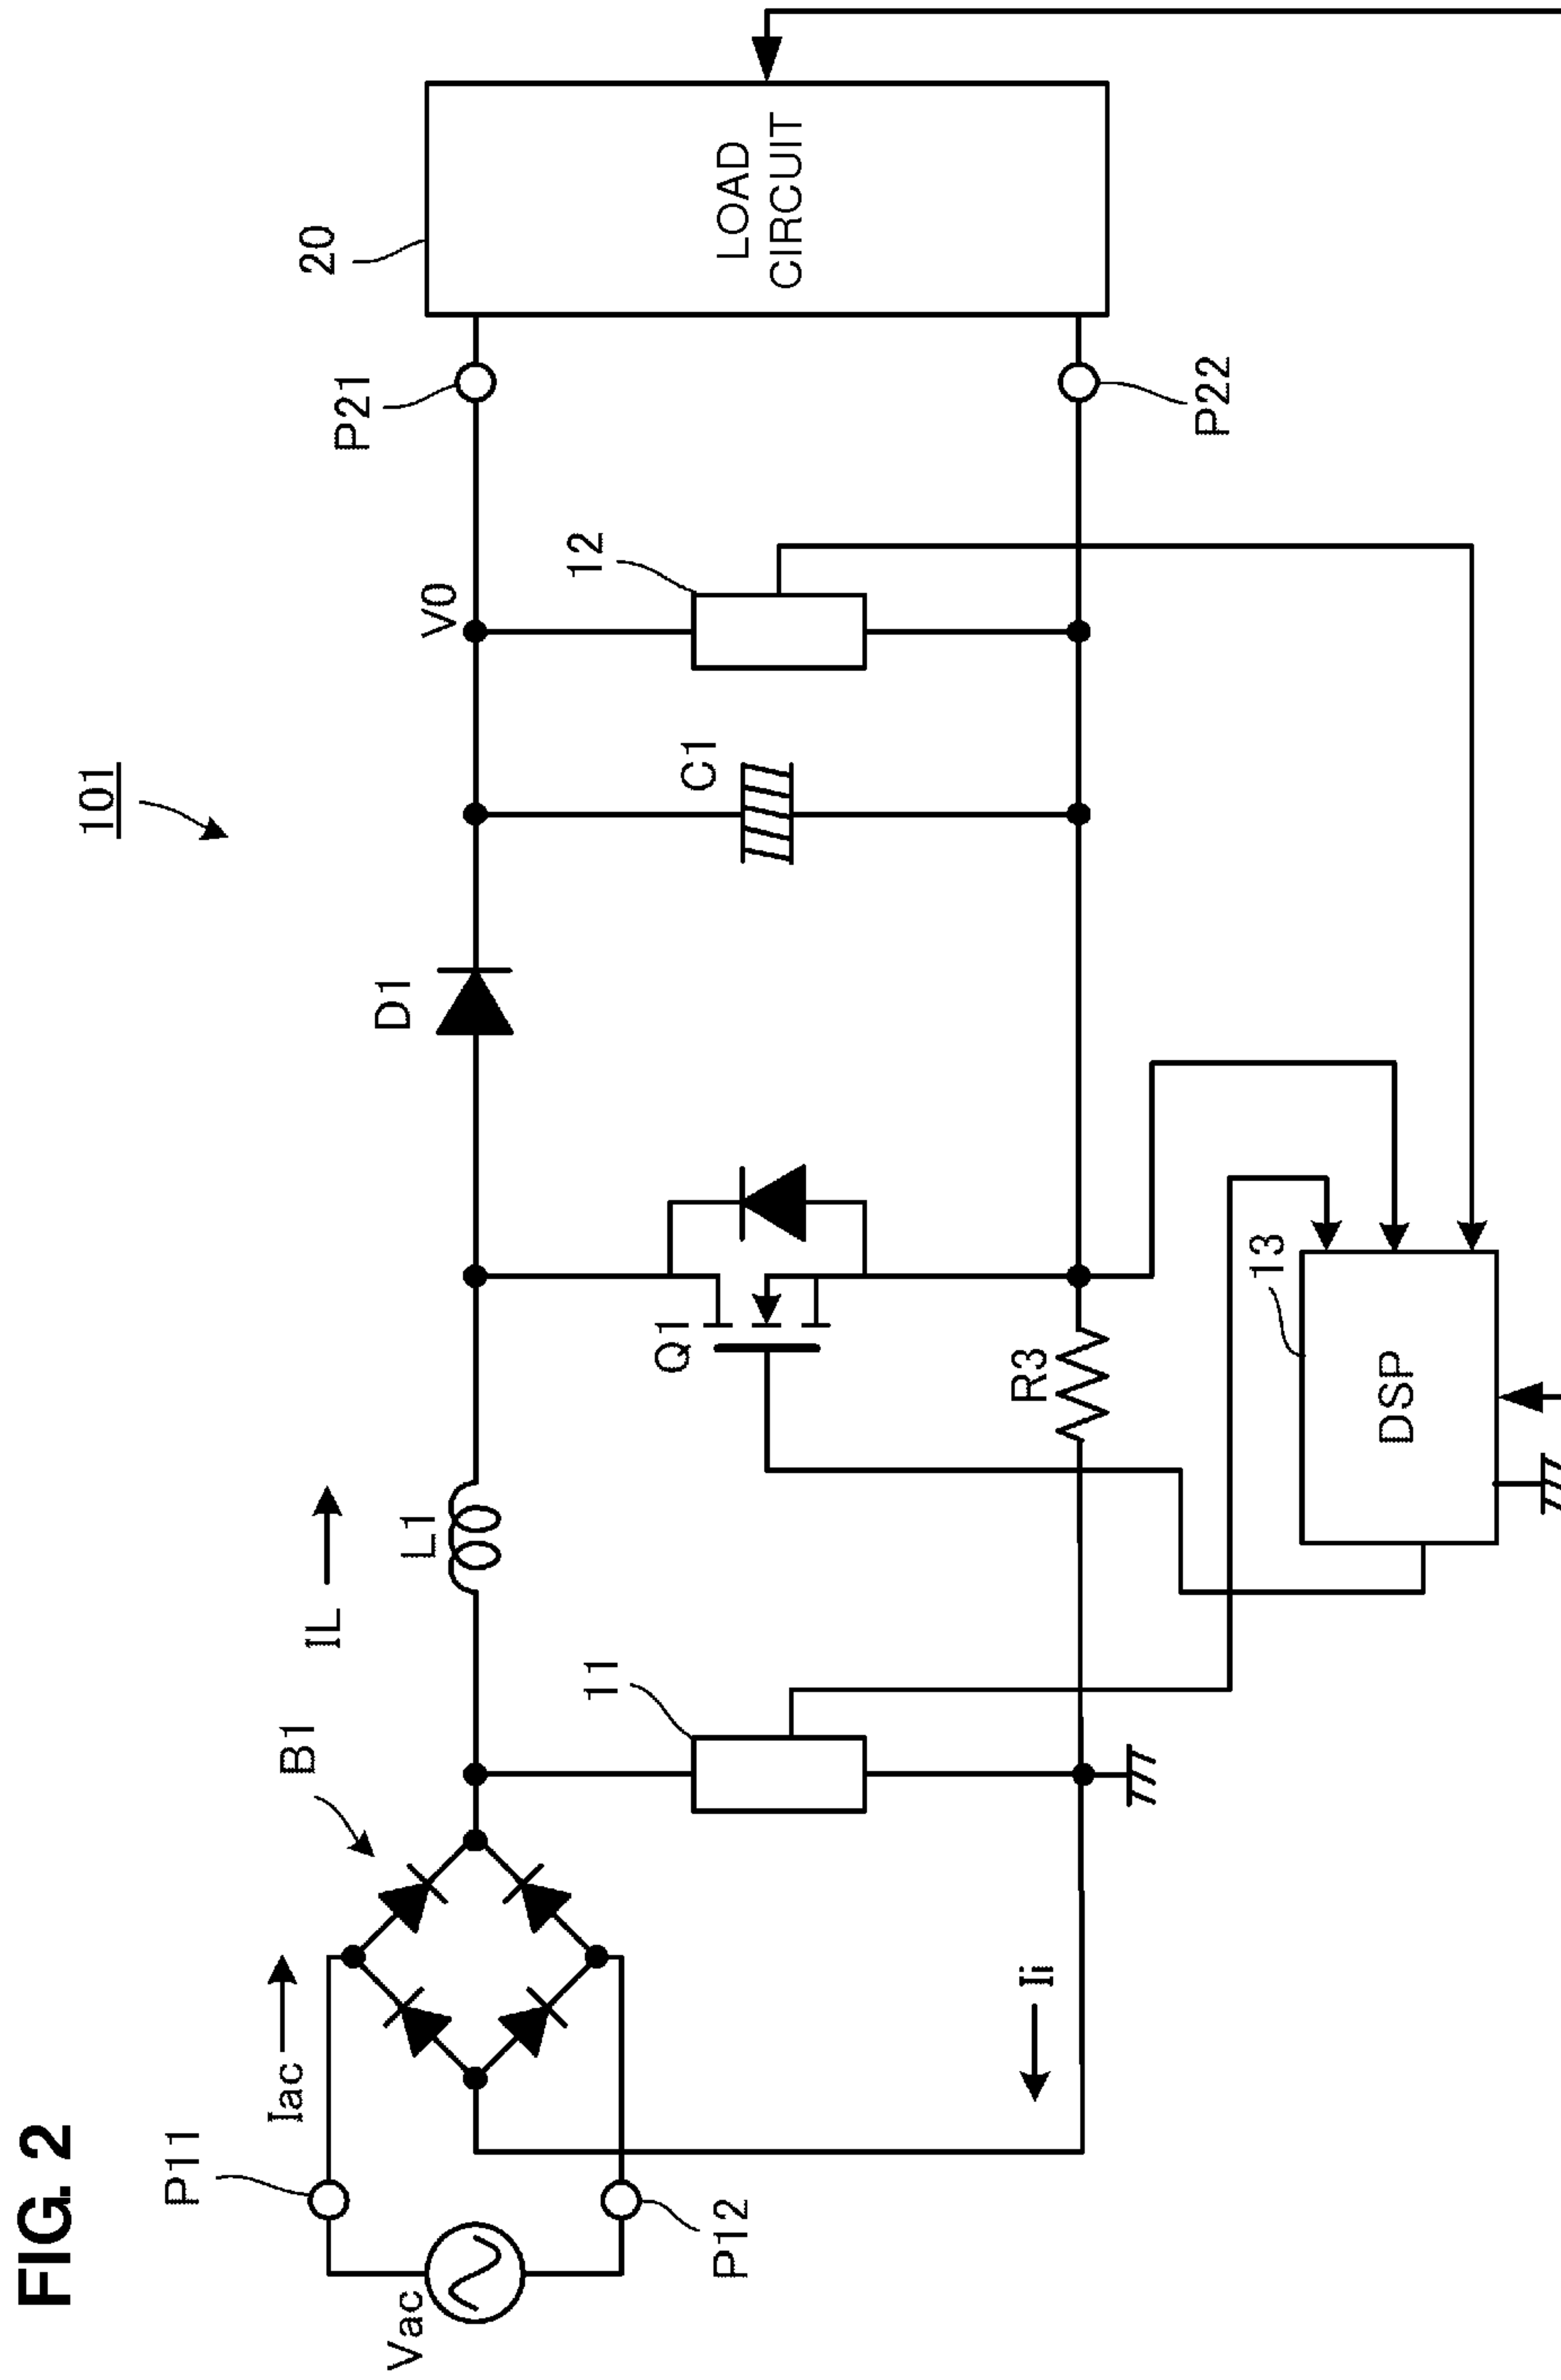 FIG. 2
101
Vac
P11
P12
Iac
B1
IL
L1
11
Ii
Q1
R3
D1
C1
V0
12
P21
P22
20
LOAD
CIRCUIT
13
DSP